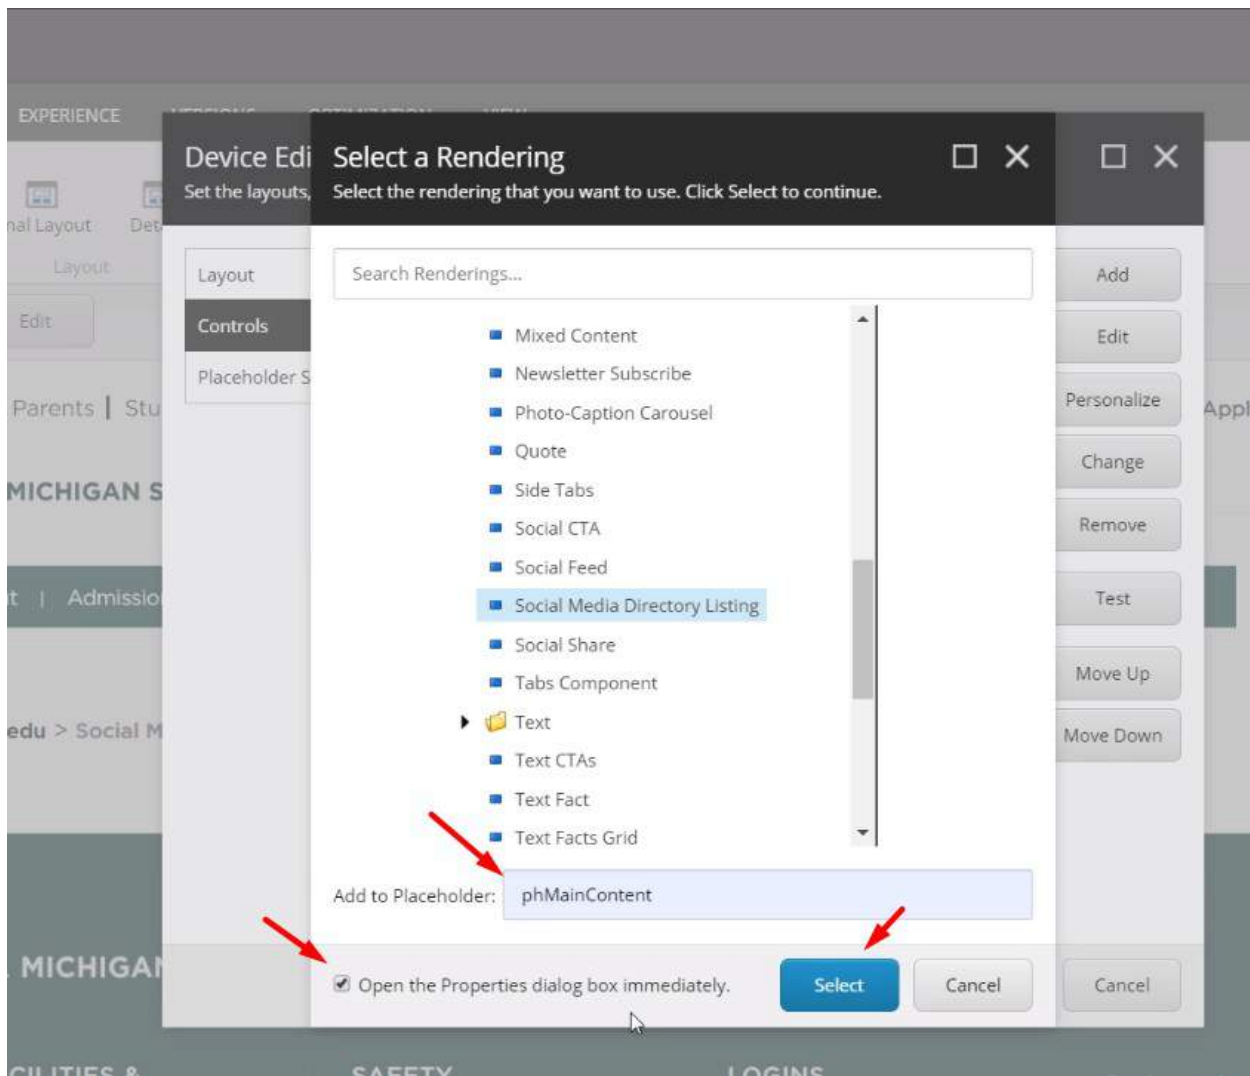 EXPERIENCE
Device Edi
Set the layouts,
Select a Rendering
Select the rendering that you want to use. Click Select to continue.
nal Layout Det
Layout
Edit
Parents | Stu
MICHIGAN S
t | Admissio
edu > Social M
MICHIGAN
Layout
Controls
Placeholder S
Search Renderings...
Mixed Content
Newsletter Subscribe
Photo-Caption Carousel
Quote
Side Tabs
Social CTA
Social Feed
Social Media Directory Listing
Social Share
Tabs Component
Text
Text CTAs
Text Fact
Text Facts Grid
Add to Placeholder: phMainContent
Open the Properties dialog box immediately.
Select
Cancel
Add
Edit
Personalize
Change
Remove
Test
Move Up
Move Down
Cancel
Appl
SAFETY
LOGINS